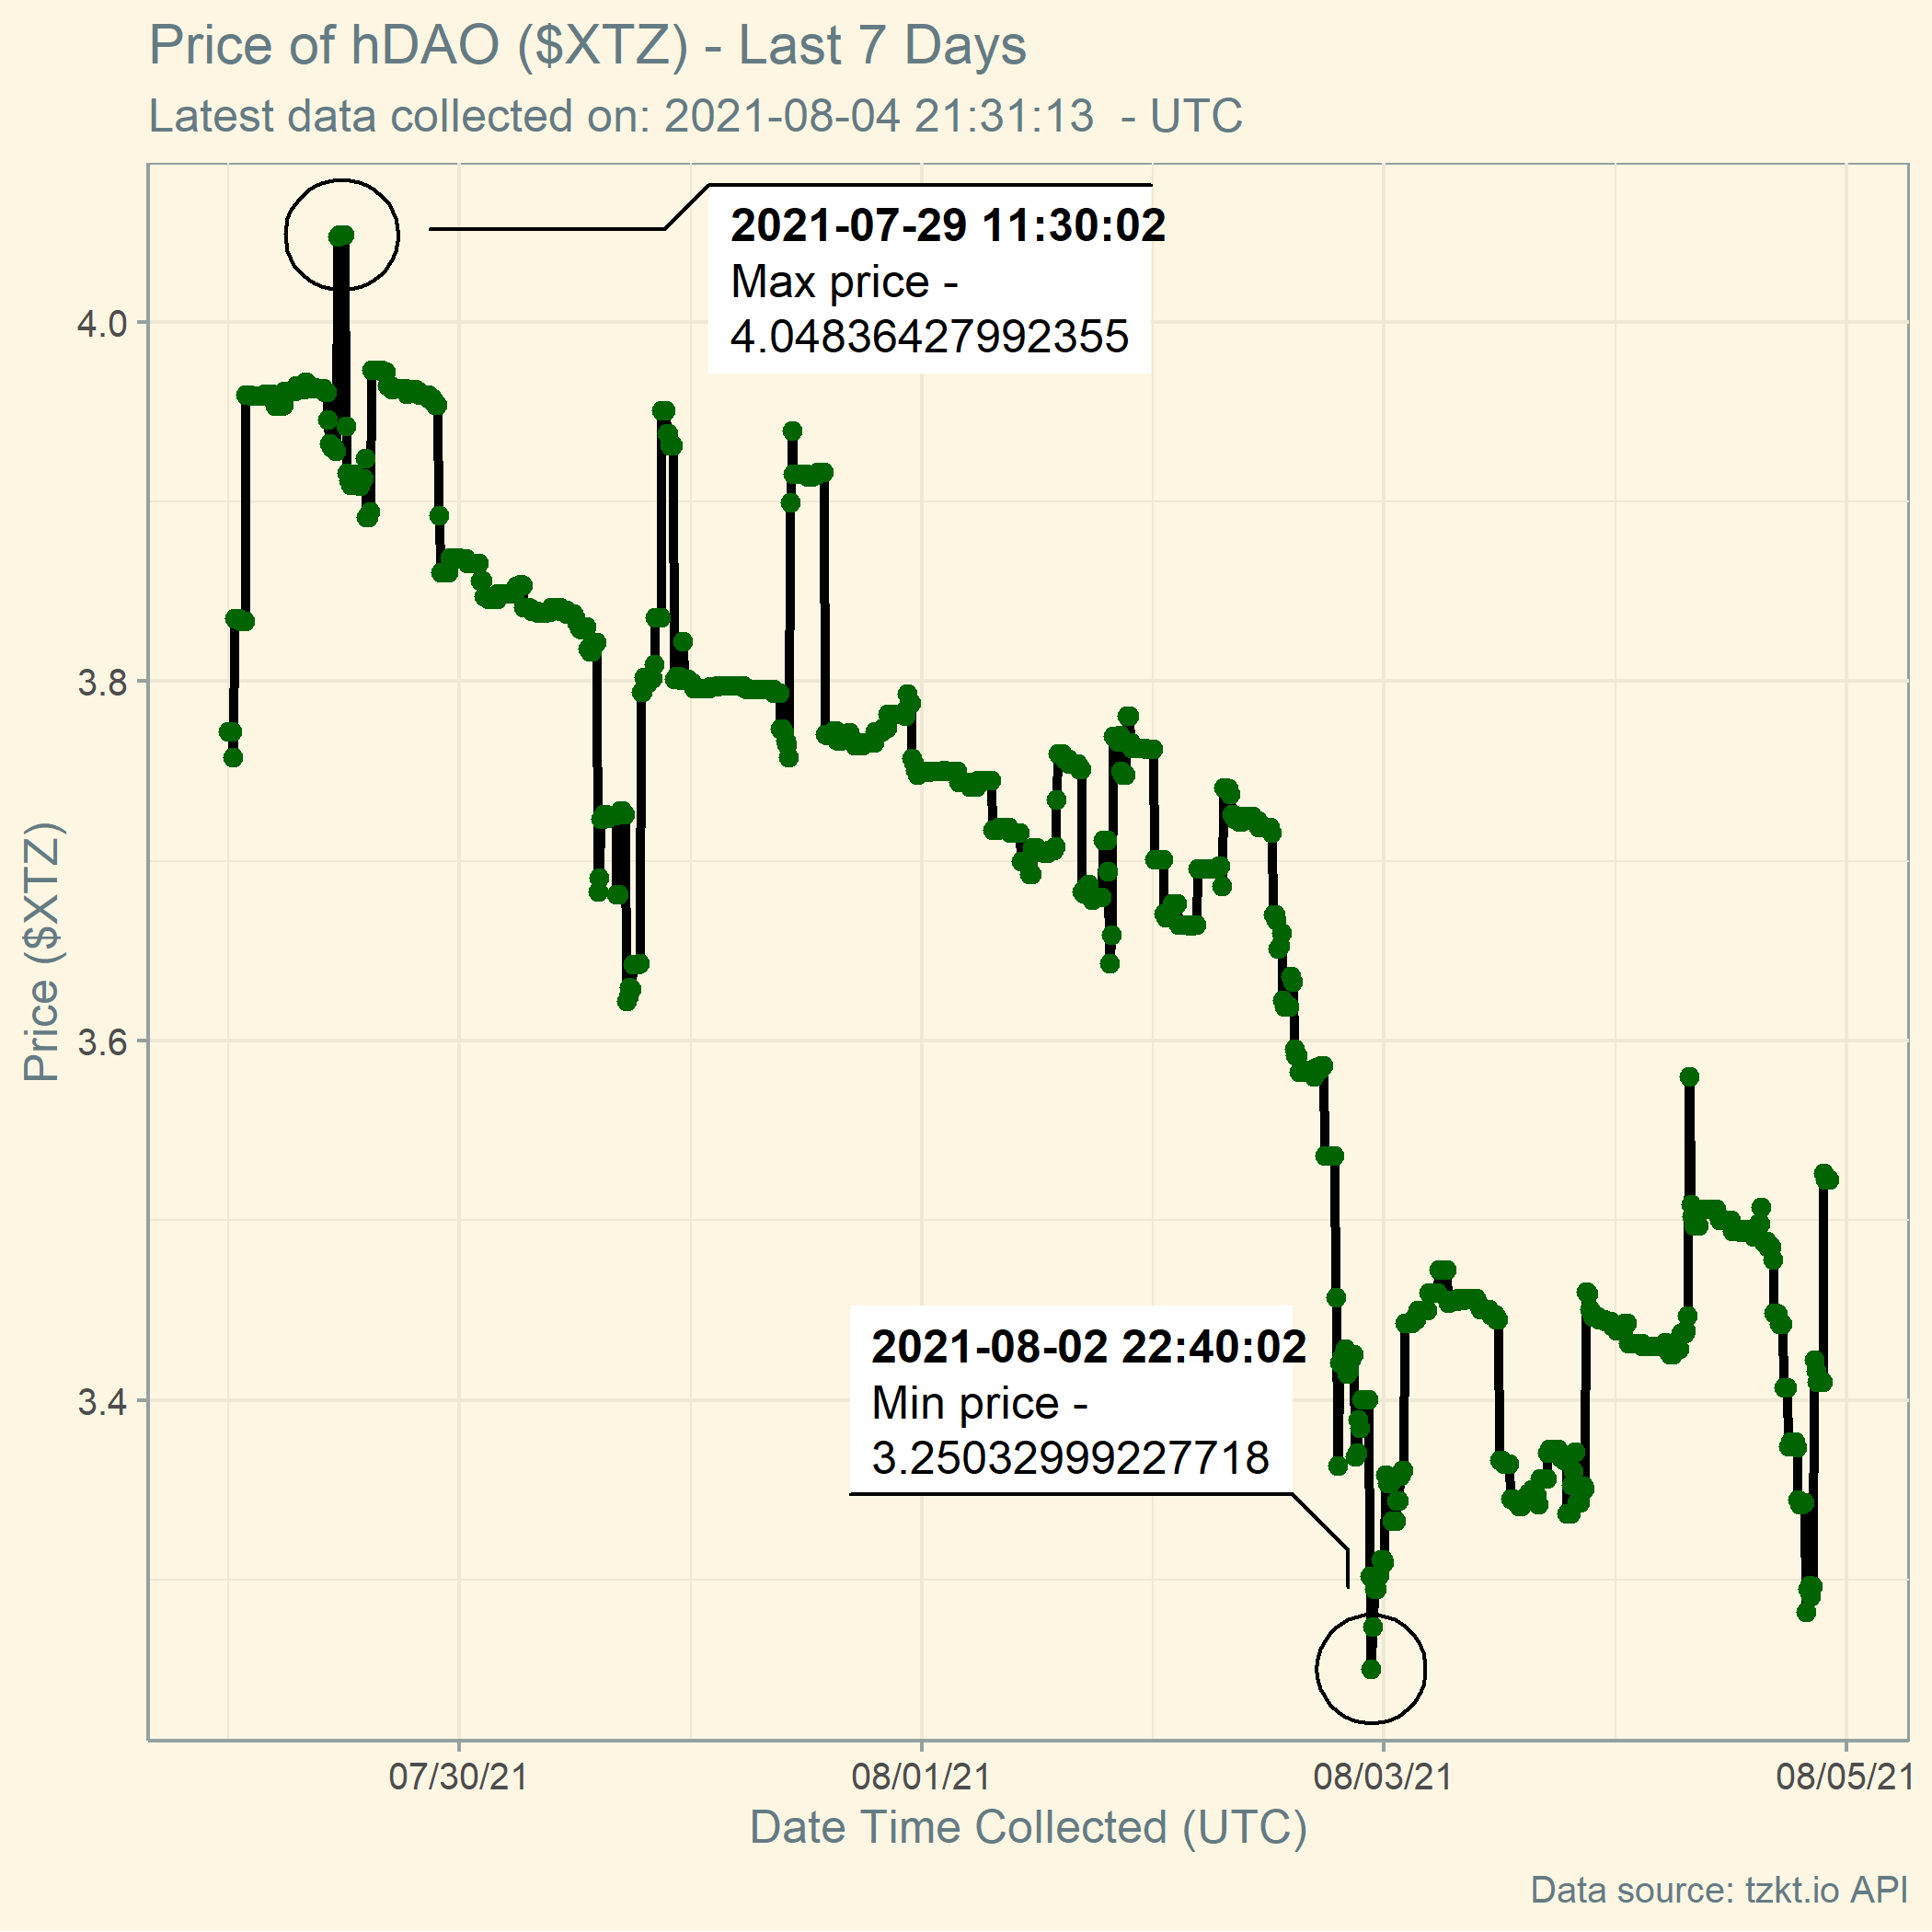 Price of hDAO ($XTZ) - Last 7 Days
Latest data collected on: 2021-08-04 21:31:13  - UTC
2021-07-29 11:30:02
Max price -
4.04836427992355
4.0
3.8
3.6
3.4
Price ($XTZ)
2021-08-02 22:40:02
Min price -
3.25032999227718
07/30/21
08/01/21
08/03/21
08/05/21
Date Time Collected (UTC)
Data source: tzkt.io API